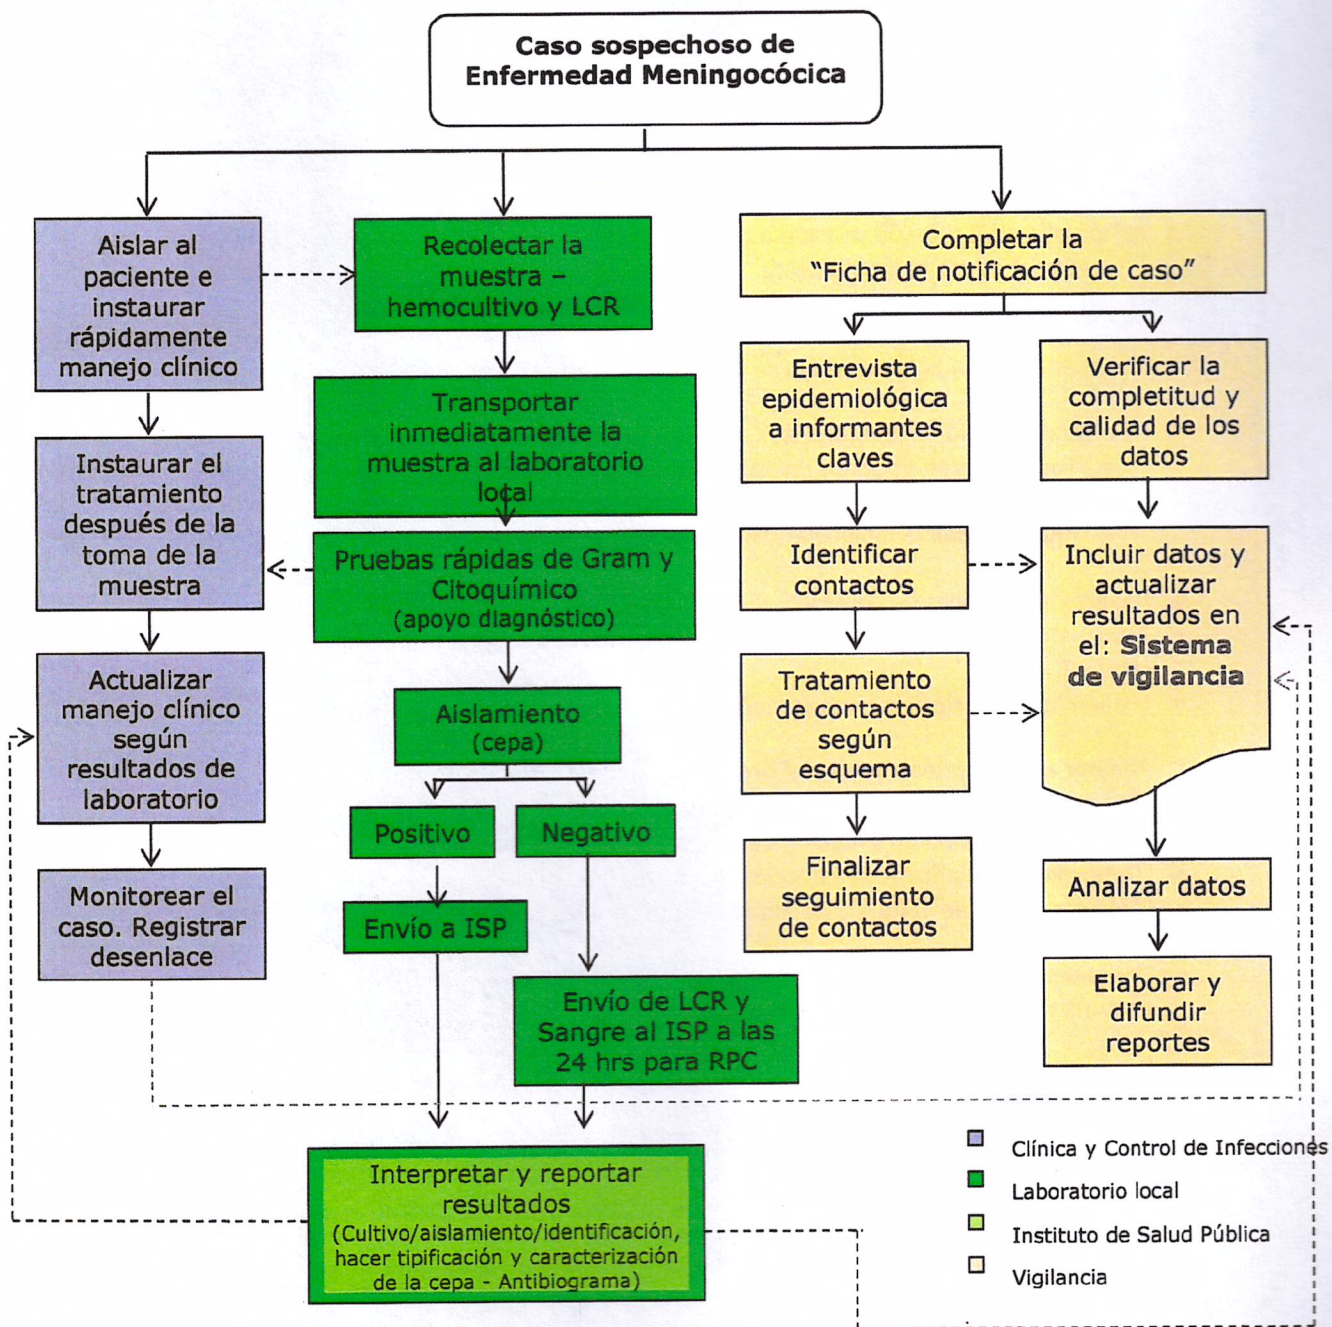 Caso sospechoso de
Enfermedad Meningocócica
Aislar al
paciente e
instaurar
rápidamente
manejo clínico
Instaurar el
tratamiento
después de la
toma de la
muestra
Actualizar
manejo clínico
según
resultados de
laboratorio
Monitorear el
caso. Registrar
desenlace
Recolectar la
muestra –
hemocultivo y LCR
Transportar
inmediatamente la
muestra al laboratorio
local
Pruebas rápidas de Gram y
Citoquímico
(apoyo diagnóstico)
Aislamiento
(cepa)
Positivo
Negativo
Envío a ISP
Envío de LCR y
Sangre al ISP a las
24 hrs para RPC
Interpretar y reportar
resultados
(Cultivo/aislamiento/identificación,
hacer tipificación y caracterización
de la cepa - Antibiograma)
Completar la
“Ficha de notificación de caso”
Entrevista
epidemiológica
a informantes
claves
Identificar
contactos
Tratamiento
de contactos
según
esquema
Finalizar
seguimiento
de contactos
Verificar la
completitud y
calidad de los
datos
Incluir datos y
actualizar
resultados en
el: Sistema
de vigilancia
Analizar datos
Elaborar y
difundir
reportes
Clínica y Control de Infecciones
Laboratorio local
Instituto de Salud Pública
Vigilancia